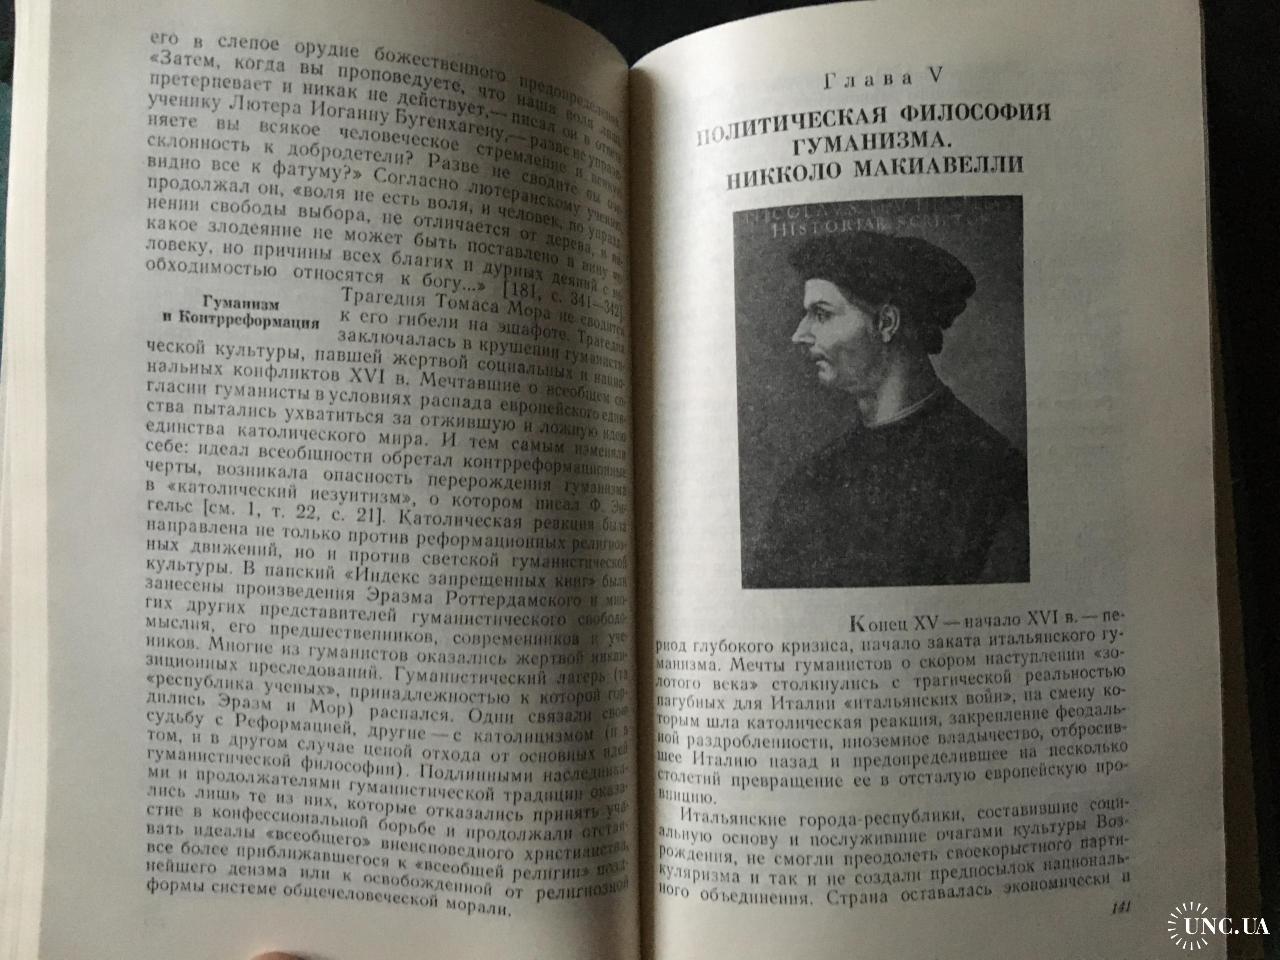 его в слепое орудие божественного предопределения.
«Затем, когда вы проповедуете, что наша воля лишь
претерпевает и никак не действует,— писал он в ответе
ученику Лютера Иоганну Бугенхагену,— разве не упразд-
няете вы всякое человеческое стремление и всякую
склонность к добродетели? Разве не сводите вы оче-
видно все к фатуму?» Согласно лютеранскому учению,
продолжал он, «воля не есть воля, и человек, по упразд-
нении свободы выбора, не отличается от дерева, и ни-
какое злодеяние не может быть поставлено в вину че-
ловеку, но причины всех благих и дурных деяний с не-
обходимостью относятся к богу...» [181, с. 341—342].
Гуманизм
и Контрреформация
Трагедия Томаса Мора не сводится
к его гибели на эшафоте. Трагедия
заключалась в крушении гуманисти-
ческой культуры, павшей жертвой социальных и нацио-
нальных конфликтов XVI в. Мечтавшие о всеобщем со-
гласии гуманисты в условиях распада европейского един-
ства пытались ухватиться за отжившую и ложную идею
единства католического мира. И тем самым изменяли
себе: идеал всеобщности обретал контрреформационные
черты, возникала опасность перерождения гуманизма
в «католический иезуитизм», о котором писал Ф. Эн-
гельс [см. 1, т. 22, с. 21]. Католическая реакция была
направлена не только против реформационных религиоз-
ных движений, но и против светской гуманистической
культуры. В папский «Индекс запрещенных книг» были
занесены произведения Эразма Роттердамского и мно-
гих других представителей гуманистического свободо-
мыслия, его предшественников, современников и уче-
ников. Многие из гуманистов оказались жертвой инкви-
зиционных преследований. Гуманистический лагерь (та
«республика ученых», принадлежностью к которой гор-
дились Эразм и Мор) распался. Одни связали свою
судьбу с Реформацией, другие — с католицизмом (и в
том, и в другом случае ценой отхода от основных идей
гуманистической философии). Подлинными наследника-
ми и продолжателями гуманистической традиции оказа-
лись лишь те из них, которые отказались принять уча-
стие в конфессиональной борьбе и продолжали отстаи-
вать идеалы «всеобщего» внеисповедного христианства,
все более приближавшегося к «всеобщей религии» позд-
нейшего деизма или к освобожденной от религиозной
формы системе общечеловеческой морали.
Глава V
ПОЛИТИЧЕСКАЯ ФИЛОСОФИЯ
ГУМАНИЗМА.
НИККОЛО МАКИАВЕЛЛИ
HISTORIAR. SCRIPTOR
Конец XV — начало XVI в. — пе-
риод глубокого кризиса, начало заката итальянского гу-
манизма. Мечты гуманистов о скором наступлении «зо-
лотого века» столкнулись с трагической реальностью
пагубных для Италии «итальянских войн», на смену ко-
торым шла католическая реакция, закрепление феодаль-
ной раздробленности, иноземное владычество, отбросив-
шее Италию назад и предопределившее на несколько
столетий превращение ее в отсталую европейскую про-
винцию.
Итальянские города-республики, составившие соци-
альную основу и послужившие очагами культуры Воз-
рождения, не смогли преодолеть своекорыстного парти-
куляризма и так и не создали предпосылок националь-
ного объединения. Страна оставалась экономически и
141
UNC.UA